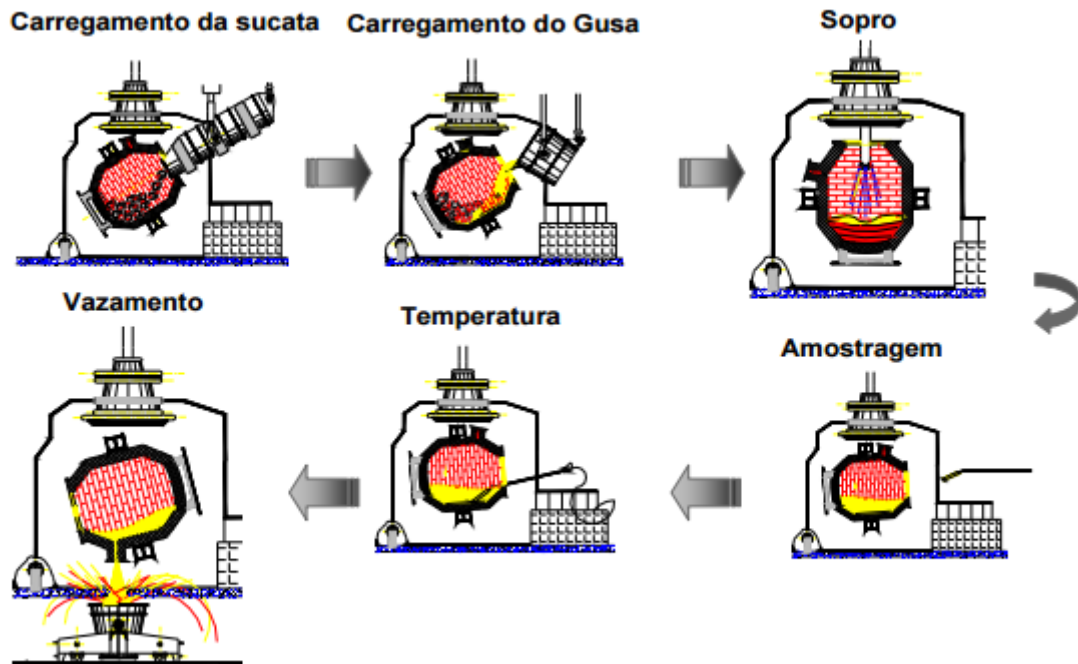 Carregamento da sucata
Carregamento do Gusa
Sopro
Amostragem
Temperatura
Vazamento